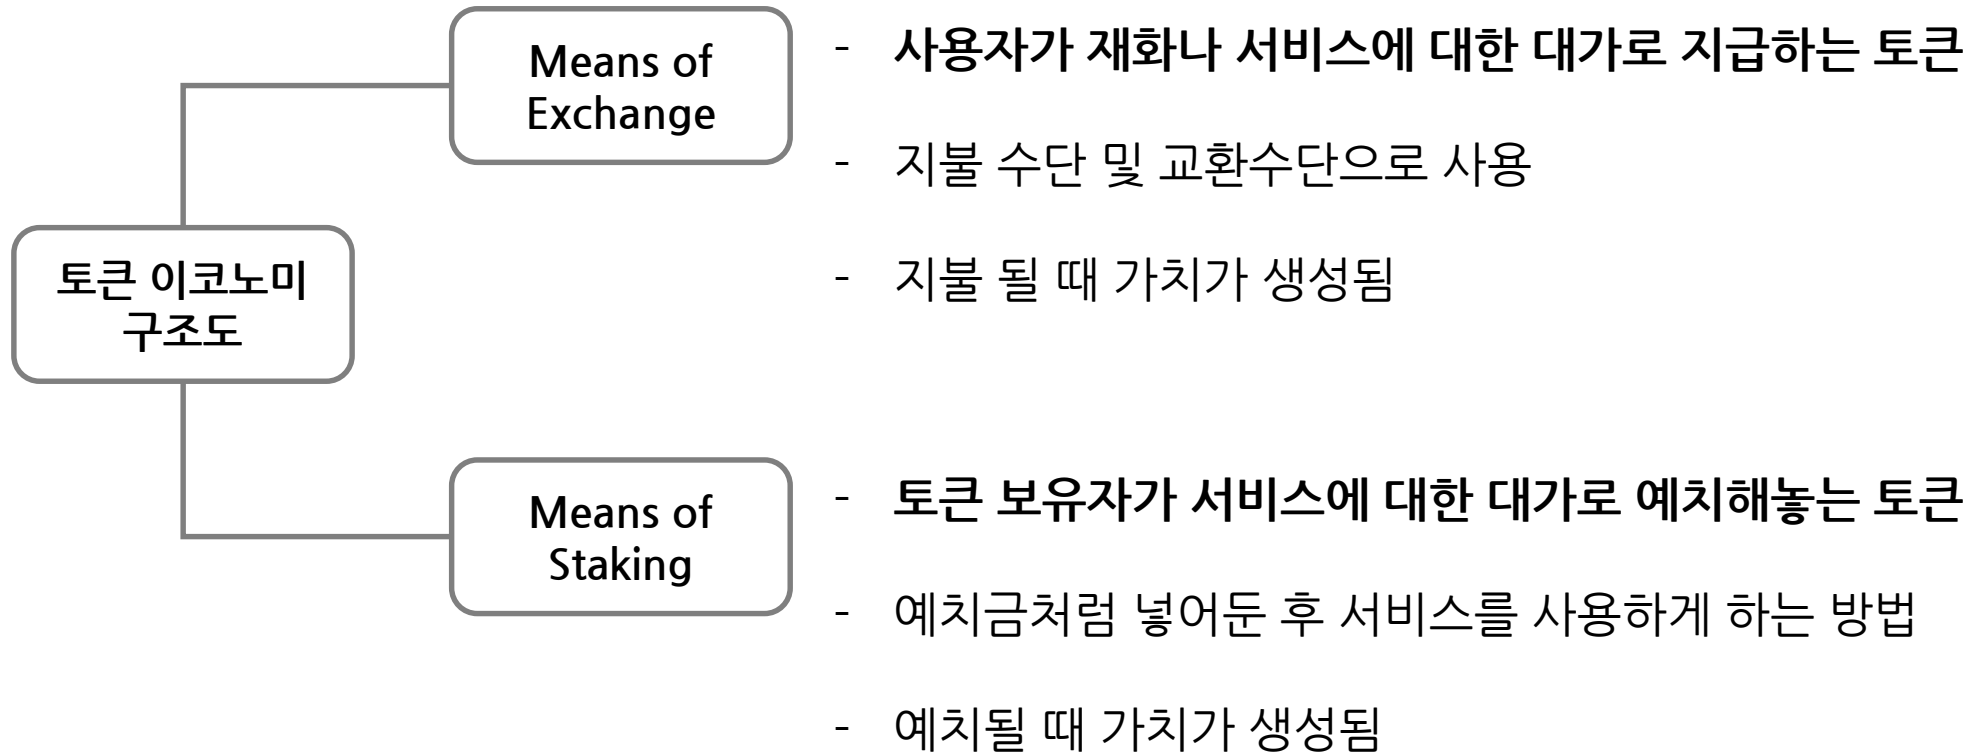 토큰 이코노미
구조도
Means of
Exchange
- 사용자가 재화나 서비스에 대한 대가로 지급하는 토큰
- 지불 수단 및 교환수단으로 사용
- 지불 될 때 가치가 생성됨
Means of
Staking
- 토큰 보유자가 서비스에 대한 대가로 예치해놓는 토큰
- 예치금처럼 넣어둔 후 서비스를 사용하게 하는 방법
- 예치될 때 가치가 생성됨